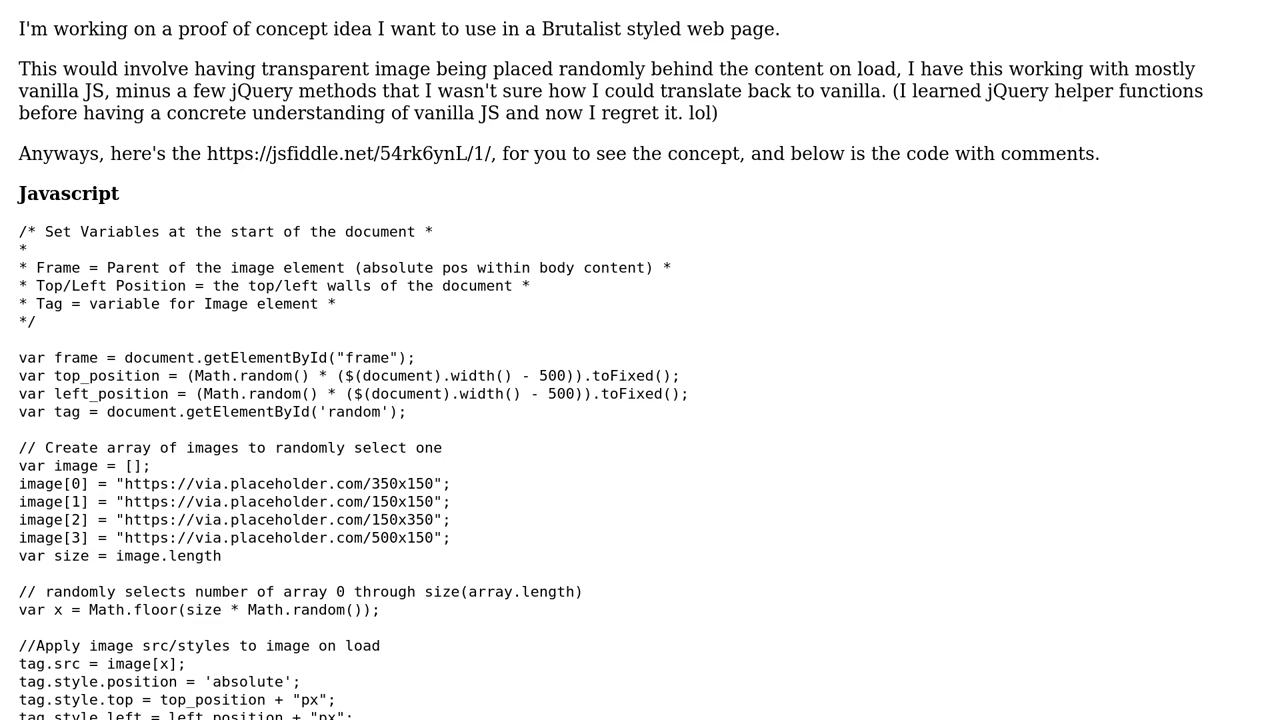 I'm working on a proof of concept idea I want to use in a Brutalist styled web page.
This would involve having transparent image being placed randomly behind the content on load, I have this working with mostly
vanilla JS, minus a few jQuery methods that I wasn't sure how I could translate back to vanilla. (I learned jQuery helper functions
before having a concrete understanding of vanilla JS and now I regret it. lol)
Anyways, here's the https://jsfiddle.net/54rk6ynL/1/, for you to see the concept, and below is the code with comments.
Javascript
/* Set Variables at the start of the document *
*
* Frame = Parent of the image element (absolute pos within body content) *
* Top/Left Position = the top/left walls of the document *
* Tag = variable for Image element *
*/
var frame = document.getElementById("frame");
var top_position = (Math.random() * ($(document).width() - 500)).toFixed();
var left_position = (Math.random() * ($(document).width() - 500)).toFixed();
var tag = document.getElementById('random');
// Create array of images to randomly select one
var image = [];
image[0] = "https://via.placeholder.com/350x150";
image[1] = "https://via.placeholder.com/150x150";
image[2] = "https://via.placeholder.com/150x350";
image[3] = "https://via.placeholder.com/500x150";
var size = image.length
// randomly selects number of array 0 through size(array.length)
var x = Math.floor(size * Math.random());
//Apply image src/styles to image on load
tag.src = image[x];
tag.style.position = 'absolute';
tag.style.top = top_position + "px";
tag.style.left = left_position + "px";